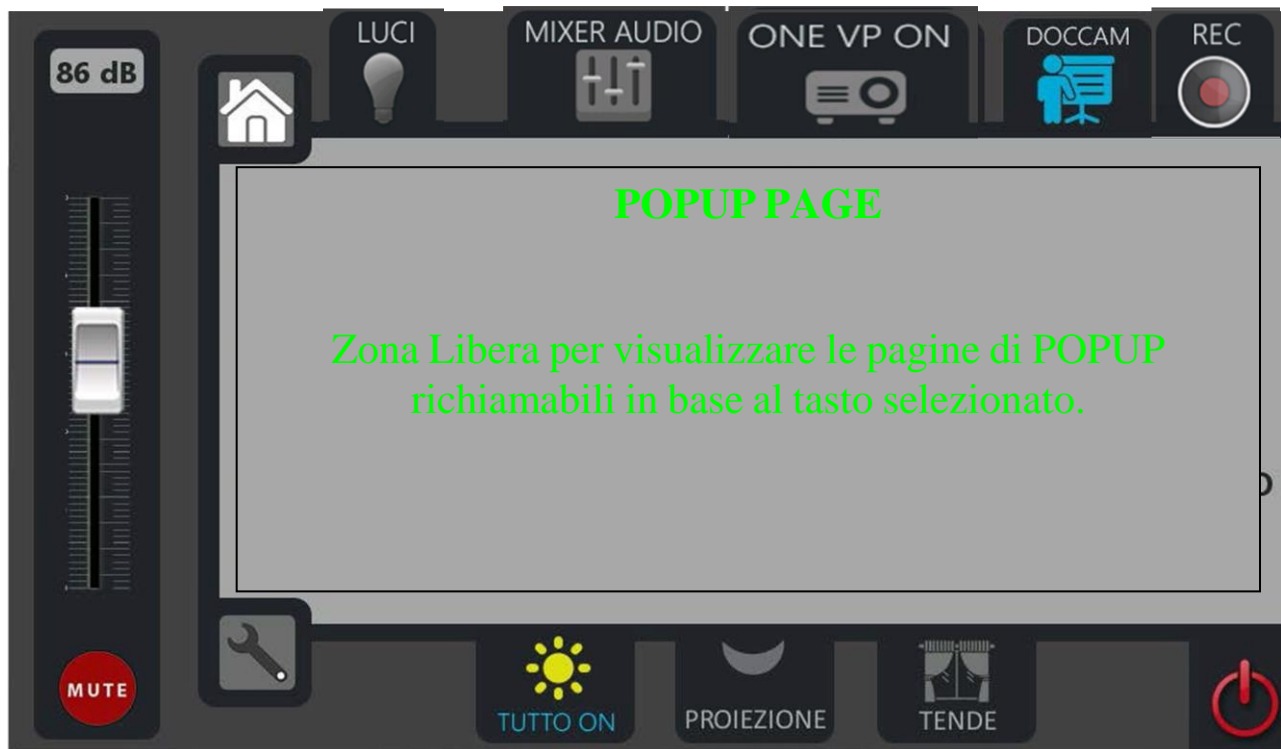 LUCI
MIXER AUDIO
ONE VP ON
DOCCAM
REC
86 dB
POPUP PAGE
Zona Libera per visualizzare le pagine di POPUP
richiamabili in base al tasto selezionato.
MUTE
TUTTO ON
PROIEZIONE
TENDE